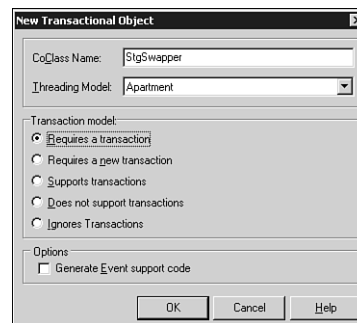 New Transactional Object
CoClass Name: StgSwapper
Threading Model: Apartment
Transaction model:
Requires a transaction
Requires a new transaction
Supports transactions
Does not support transactions
Ignores Transactions
Options
Generate Event support code
OK Cancel Help